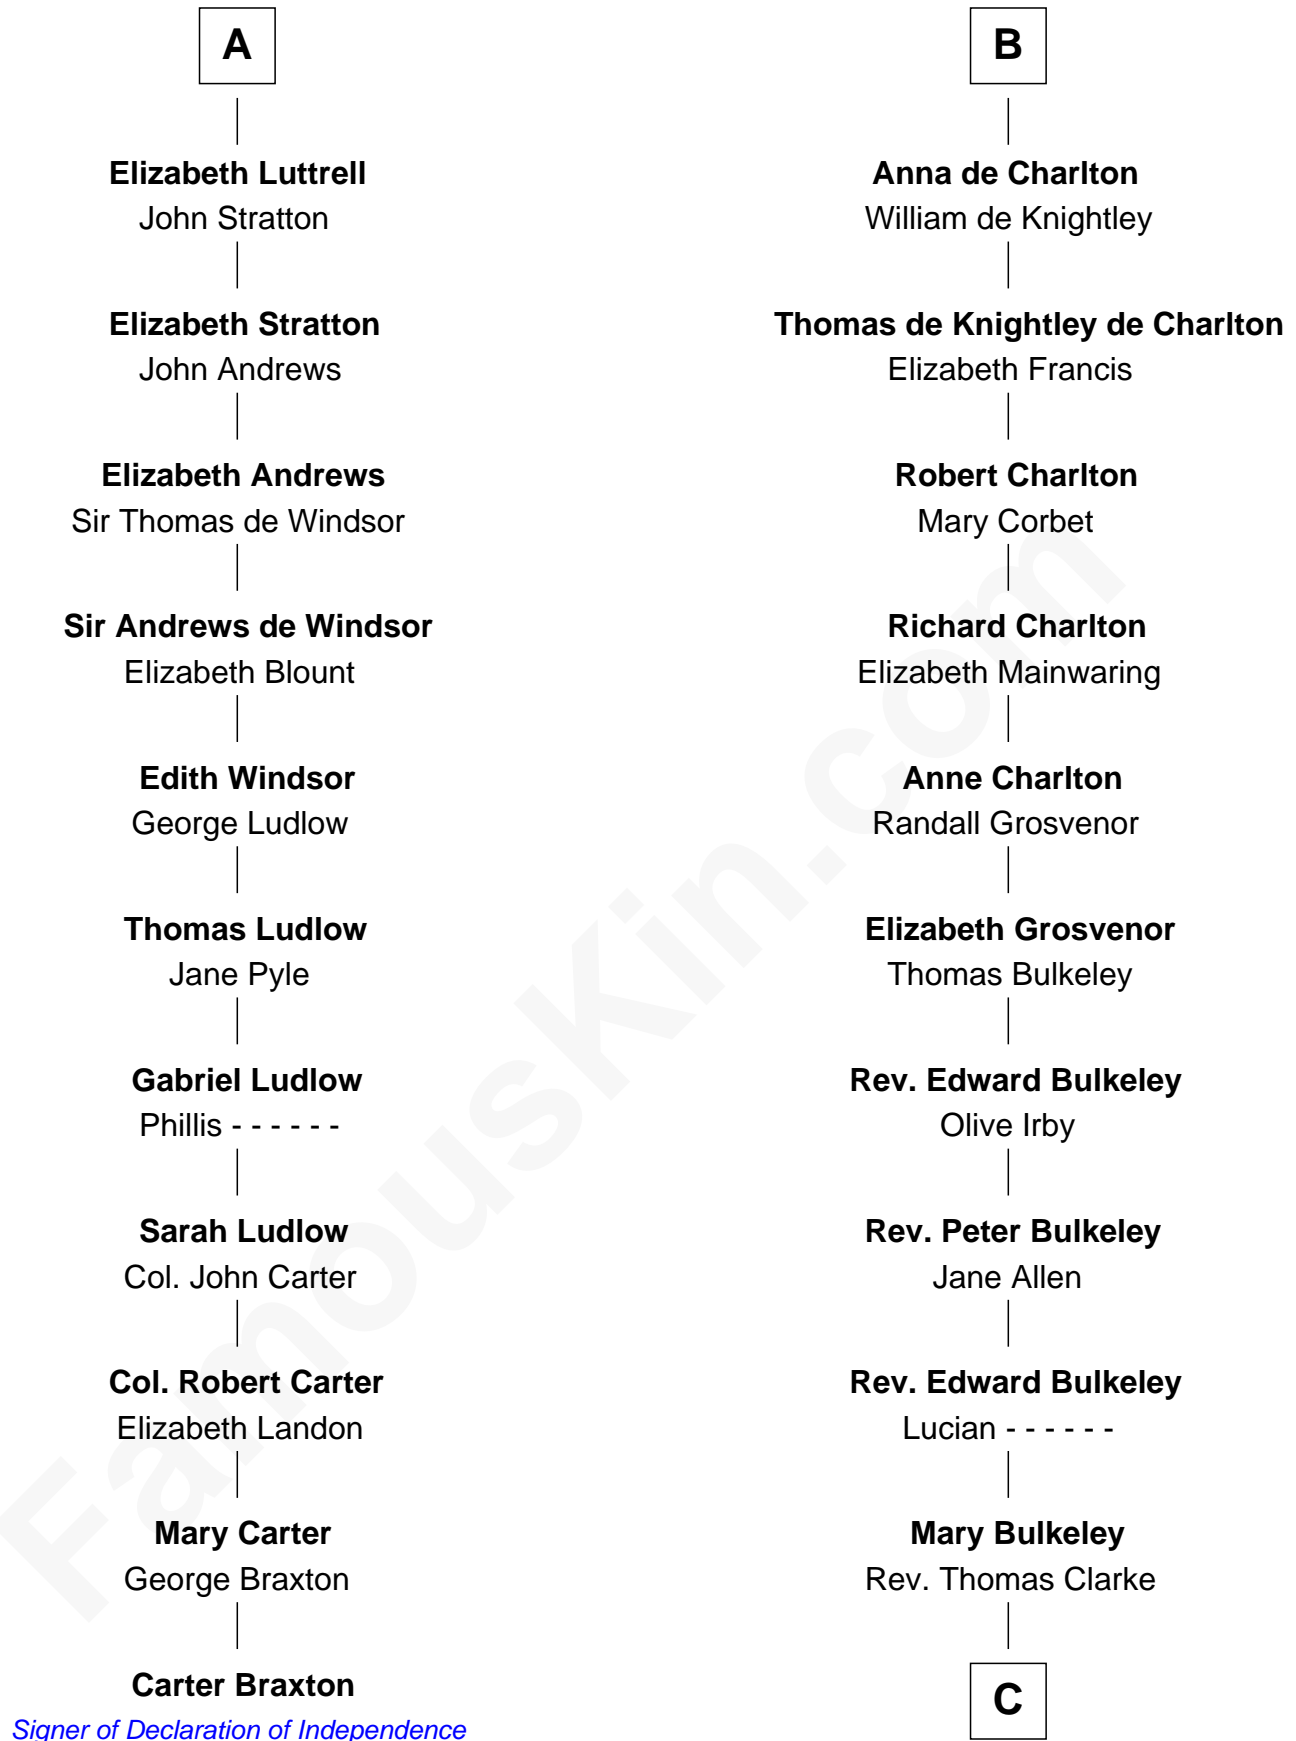 A
Elizabeth Luttrell
John Stratton
Elizabeth Stratton
John Andrews
Elizabeth Andrews
Sir Thomas de Windsor
Sir Andrews de Windsor
Elizabeth Blount
Edith Windsor
George Ludlow
Thomas Ludlow
Jane Pyle
Gabriel Ludlow
Phillis - - - - - -
Sarah Ludlow
Col. John Carter
Col. Robert Carter
Elizabeth Landon
Mary Carter
George Braxton
Carter Braxton
Signer of Declaration of Independence
B
Anna de Charlton
William de Knightley
Thomas de Knightley de Charlton
Elizabeth Francis
Robert Charlton
Mary Corbet
Richard Charlton
Elizabeth Mainwaring
Anne Charlton
Randall Grosvenor
Elizabeth Grosvenor
Thomas Bulkeley
Rev. Edward Bulkeley
Olive Irby
Rev. Peter Bulkeley
Jane Allen
Rev. Edward Bulkeley
Lucian - - - - - -
Mary Bulkeley
Rev. Thomas Clarke
C
FamousKin.com